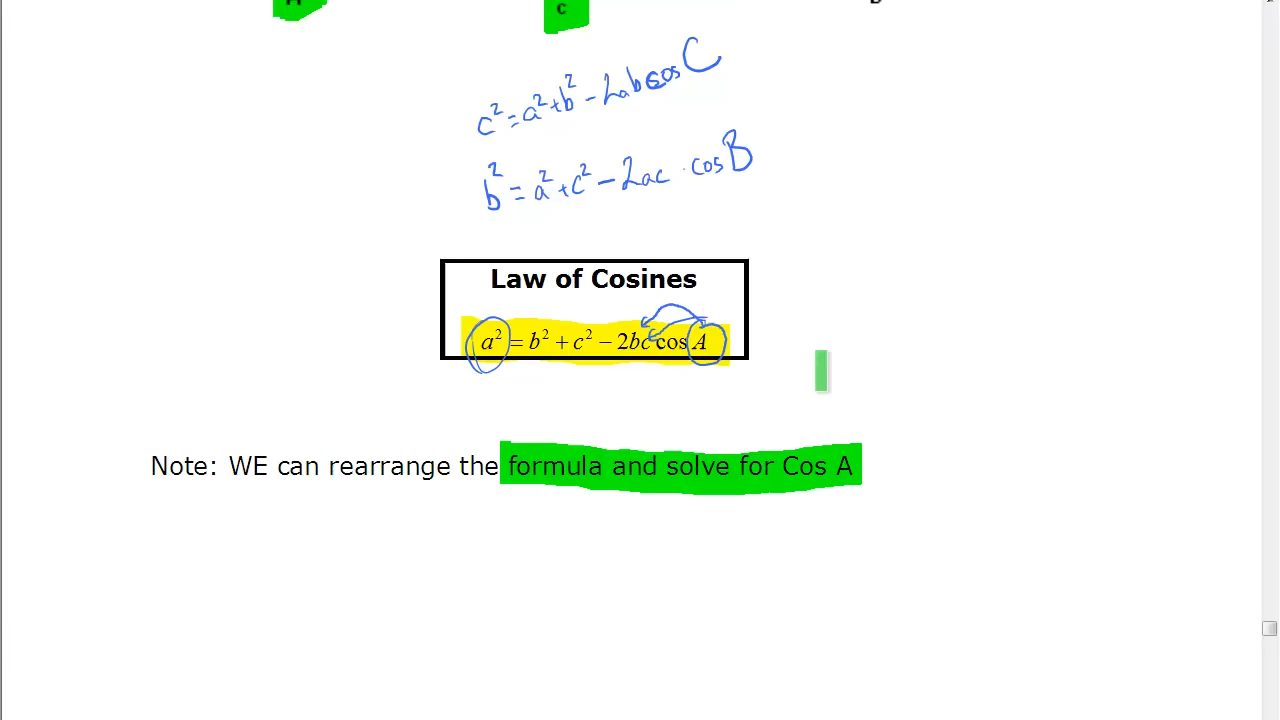 c
c² = a² + b² - 2ab cos C
b² = a² + c² - 2ac · cos B
Law of Cosines
a² = b² + c² − 2bc cos A
Note: WE can rearrange the formula and solve for Cos A